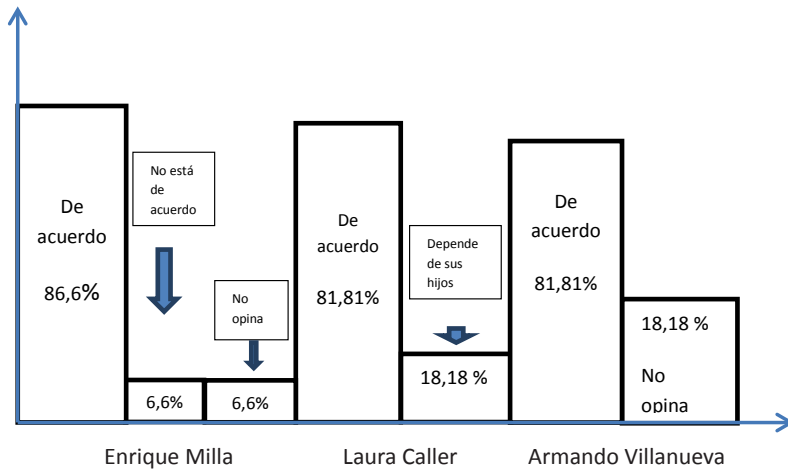 De
acuerdo
86,6%
No está
de
acuerdo
6,6%
No
opina
6,6%
De
acuerdo
81,81%
Depende
de sus
hijos
18,18 %
De
acuerdo
81,81%
18,18 %
No
opina
Enrique Milla
Laura Caller
Armando Villanueva